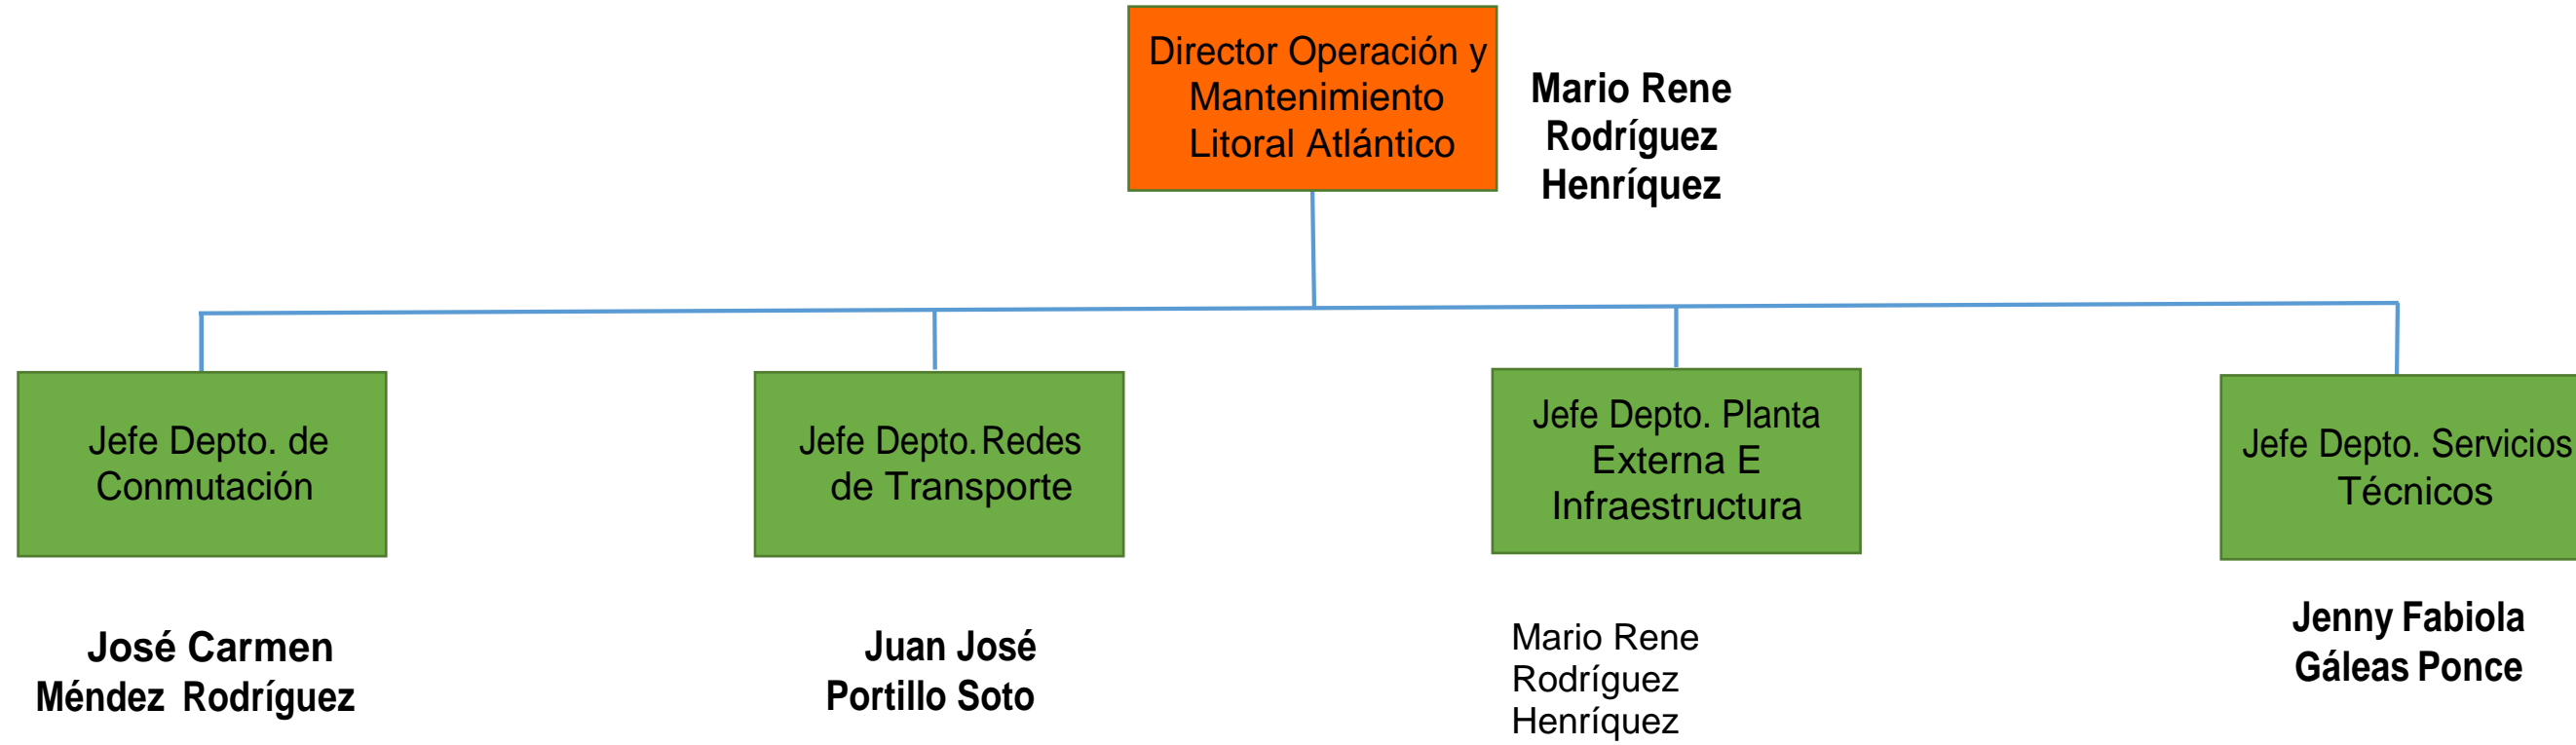 Director Operación y
Mantenimiento
Litoral Atlántico
Mario Rene
Rodríguez
Henríquez
Jefe Depto. de
Conmutación
Jefe Depto. Redes
de Transporte
Jefe Depto. Planta
Externa E
Infraestructura
Jefe Depto. Servicios
Técnicos
José Carmen
Méndez Rodríguez
Juan José
Portillo Soto
Mario Rene
Rodríguez
Henríquez
Jenny Fabiola
Gáleas Ponce